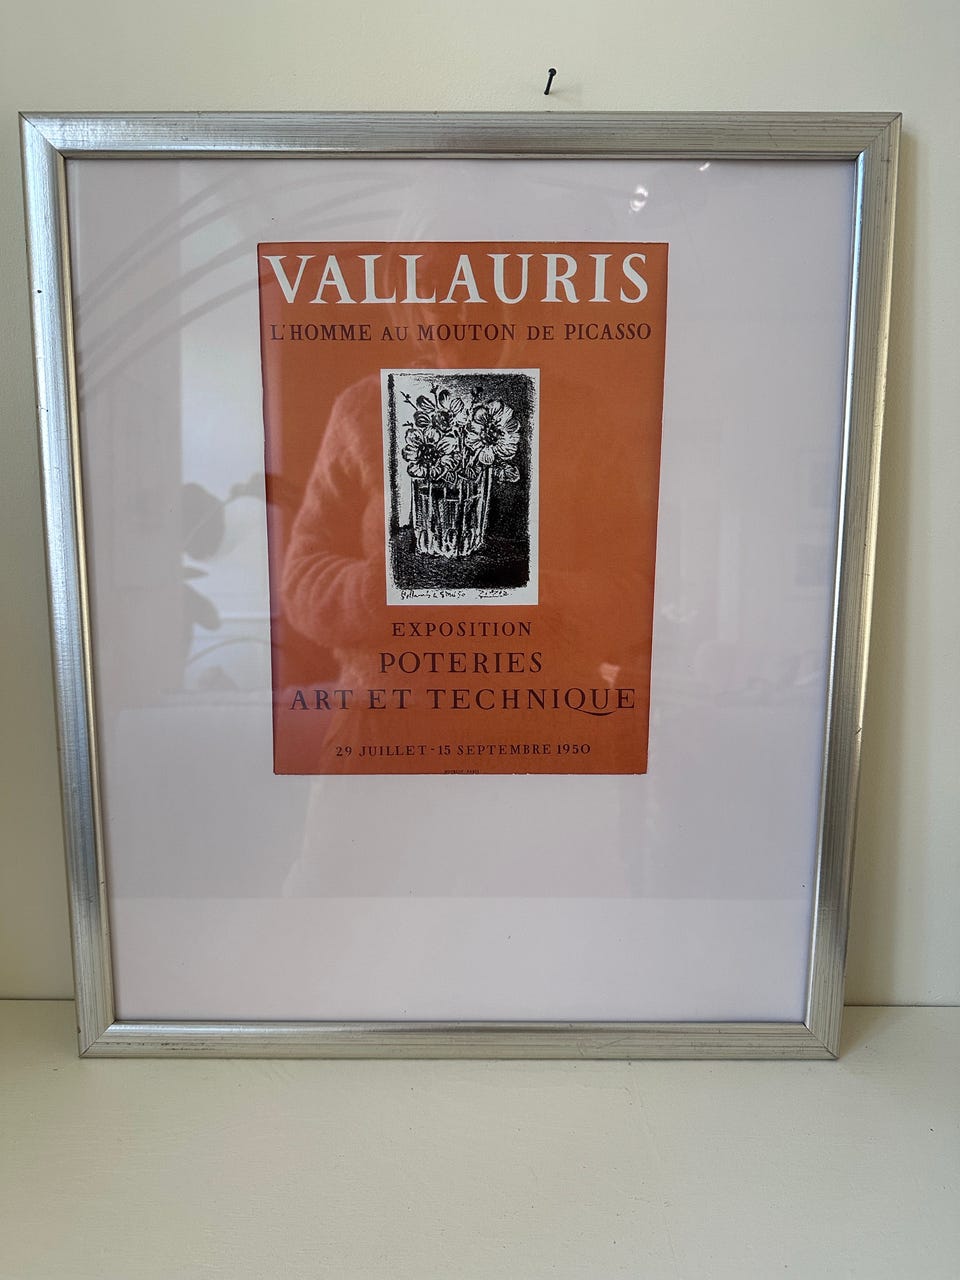 VALLAURIS
L'HOMME AU MOUTON DE PICASSO
EXPOSITION
POTERIES
ART ET TECHNIQUE
29 JUILLET-15 SEPTEMBRE 1950